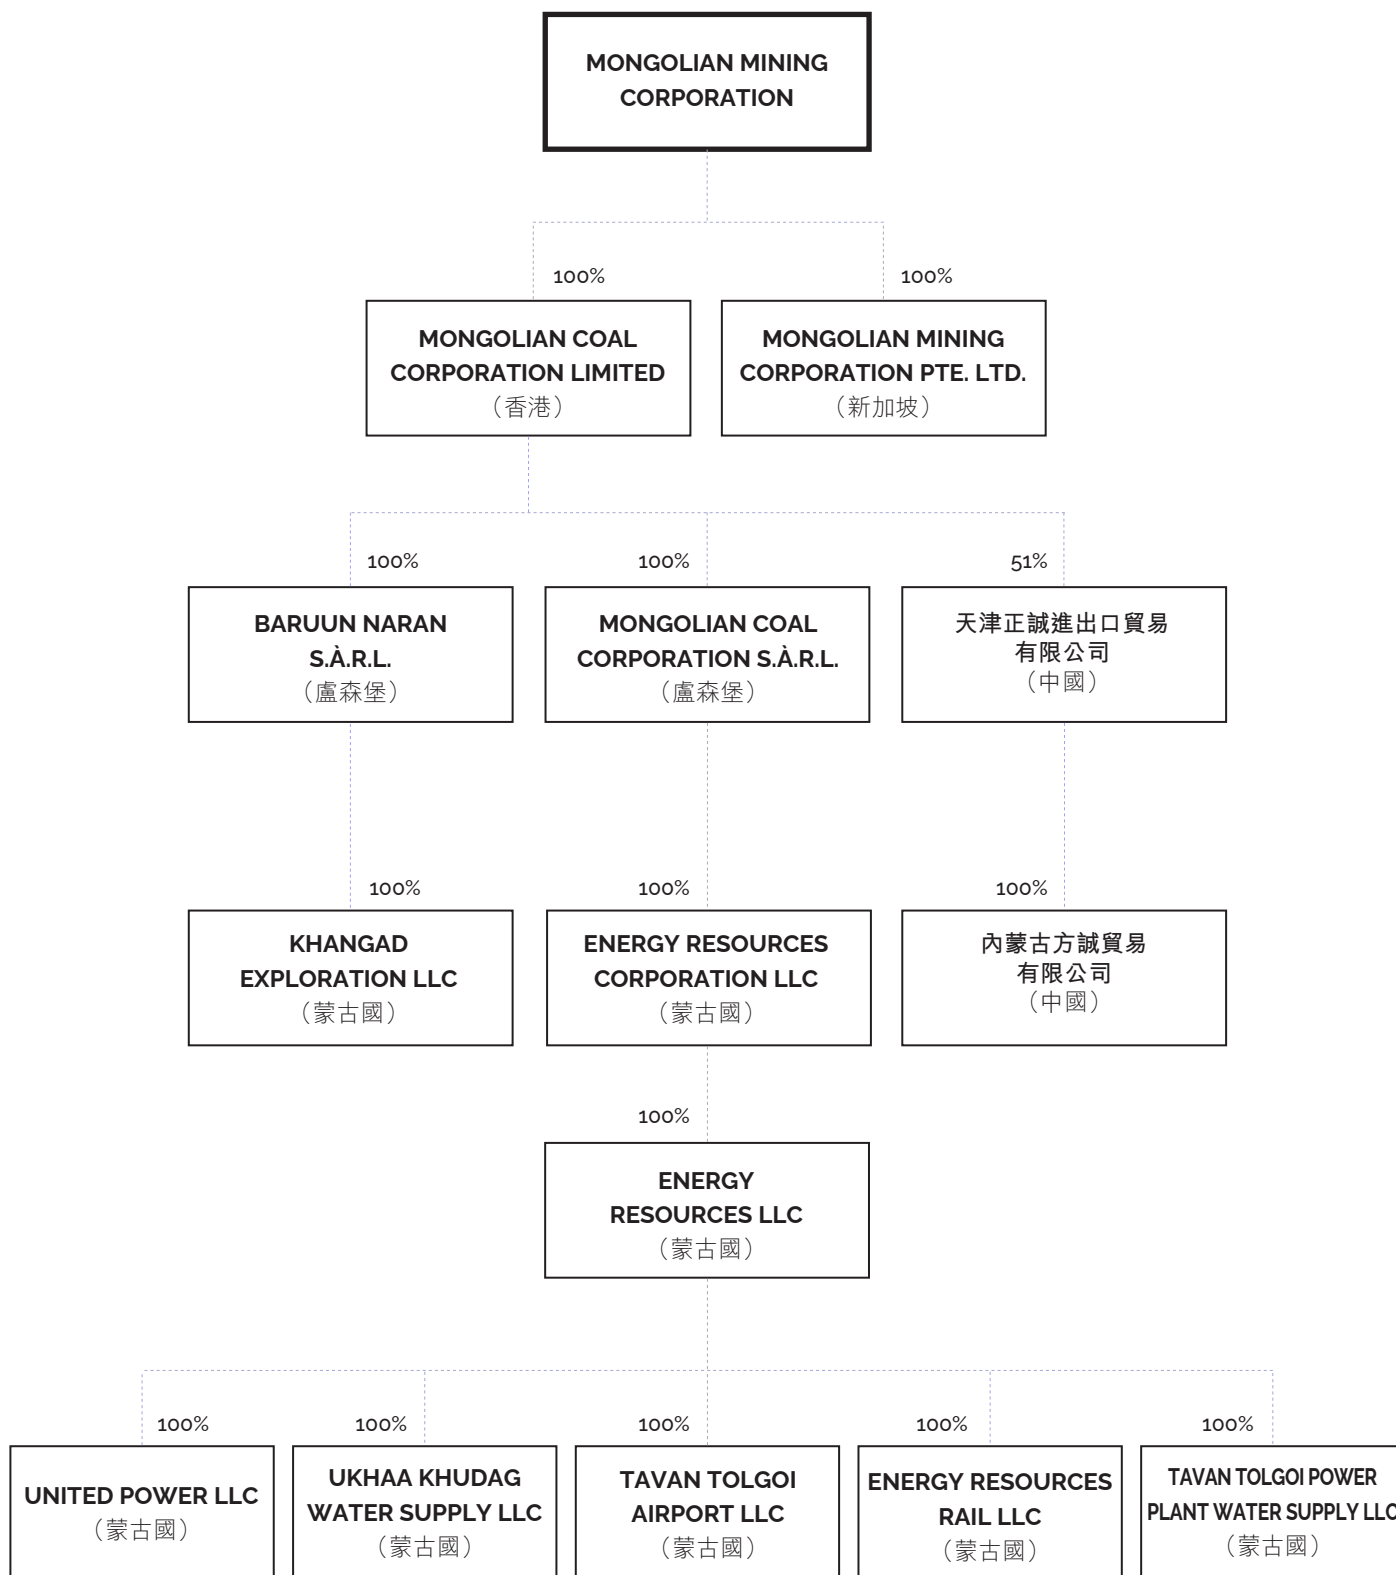 MONGOLIAN MINING
CORPORATION
100%
100%
MONGOLIAN COAL
CORPORATION LIMITED
（香港）
MONGOLIAN MINING
CORPORATION PTE. LTD.
（新加坡）
100%
100%
51%
BARUUN NARAN
S.À.R.L.
（盧森堡）
MONGOLIAN COAL
CORPORATION S.À.R.L.
（盧森堡）
天津正誠進出口貿易
有限公司
（中國）
100%
100%
100%
KHANGAD
EXPLORATION LLC
（蒙古國）
ENERGY RESOURCES
CORPORATION LLC
（蒙古國）
內蒙古方誠貿易
有限公司
（中國）
100%
ENERGY
RESOURCES LLC
（蒙古國）
100%
100%
100%
100%
100%
UNITED POWER LLC
（蒙古國）
UKHAA KHUDAG
WATER SUPPLY LLC
（蒙古國）
TAVAN TOLGOI
AIRPORT LLC
（蒙古國）
ENERGY RESOURCES
RAIL LLC
（蒙古國）
TAVAN TOLGOI POWER
PLANT WATER SUPPLY LLC
（蒙古國）